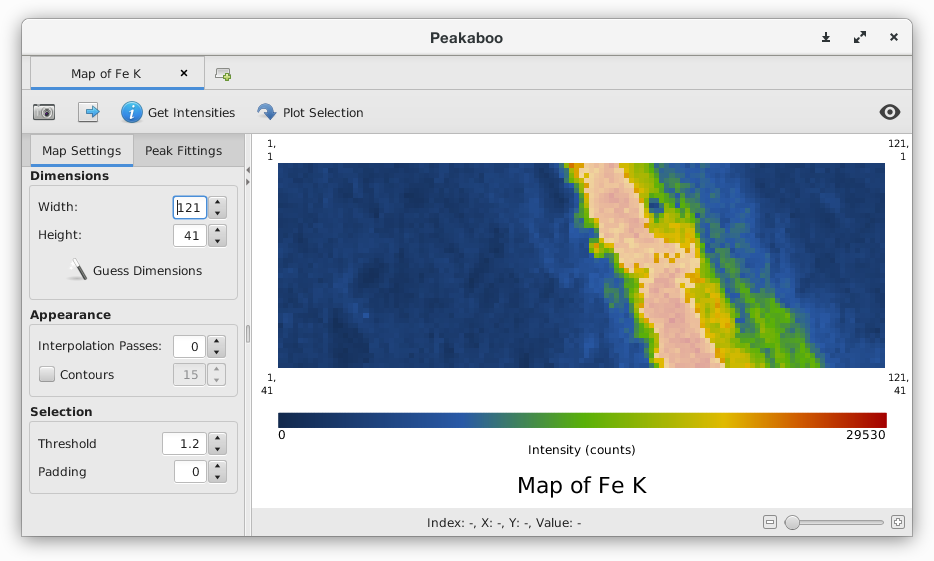 Peakaboo
Map of Fe K
Get Intensities
Plot Selection
Map Settings
Peak Fittings
Dimensions
Width: 121
Height: 41
Guess Dimensions
Appearance
Interpolation Passes: 0
Contours 15
Selection
Threshold 1.2
Padding 0
1,
1
121,
1
1,
41
121,
41
0
29530
Intensity (counts)
Map of Fe K
Index: -, X: -, Y: -, Value: -